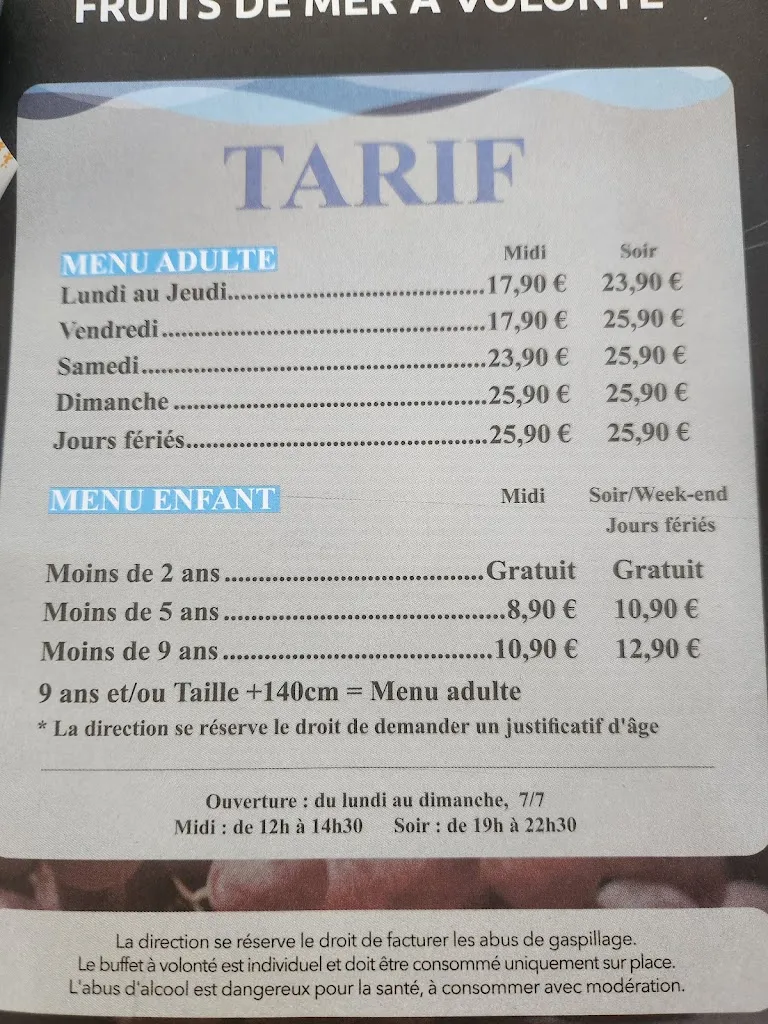 FRUITS DE MER À VOLONTÉ
TARIF
MENU ADULTE Midi Soir
Lundi au Jeudi.......................................17,90 € 23,90 €
Vendredi..................................................17,90 € 25,90 €
Samedi.....................................................23,90 € 25,90 €
Dimanche ................................................25,90 € 25,90 €
Jours fériés..............................................25,90 € 25,90 €
MENU ENFANT Midi Soir/Week-end
Jours fériés
Moins de 2 ans.......................................Gratuit Gratuit
Moins de 5 ans..........................................8,90 € 10,90 €
Moins de 9 ans........................................10,90 € 12,90 €
9 ans et/ou Taille +140cm = Menu adulte
* La direction se réserve le droit de demander un justificatif d'âge
Ouverture : du lundi au dimanche, 7/7
Midi : de 12h à 14h30 Soir : de 19h à 22h30
La direction se réserve le droit de facturer les abus de gaspillage.
Le buffet à volonté est individuel et doit être consommé uniquement sur place.
L'abus d'alcool est dangereux pour la santé, à consommer avec modération.